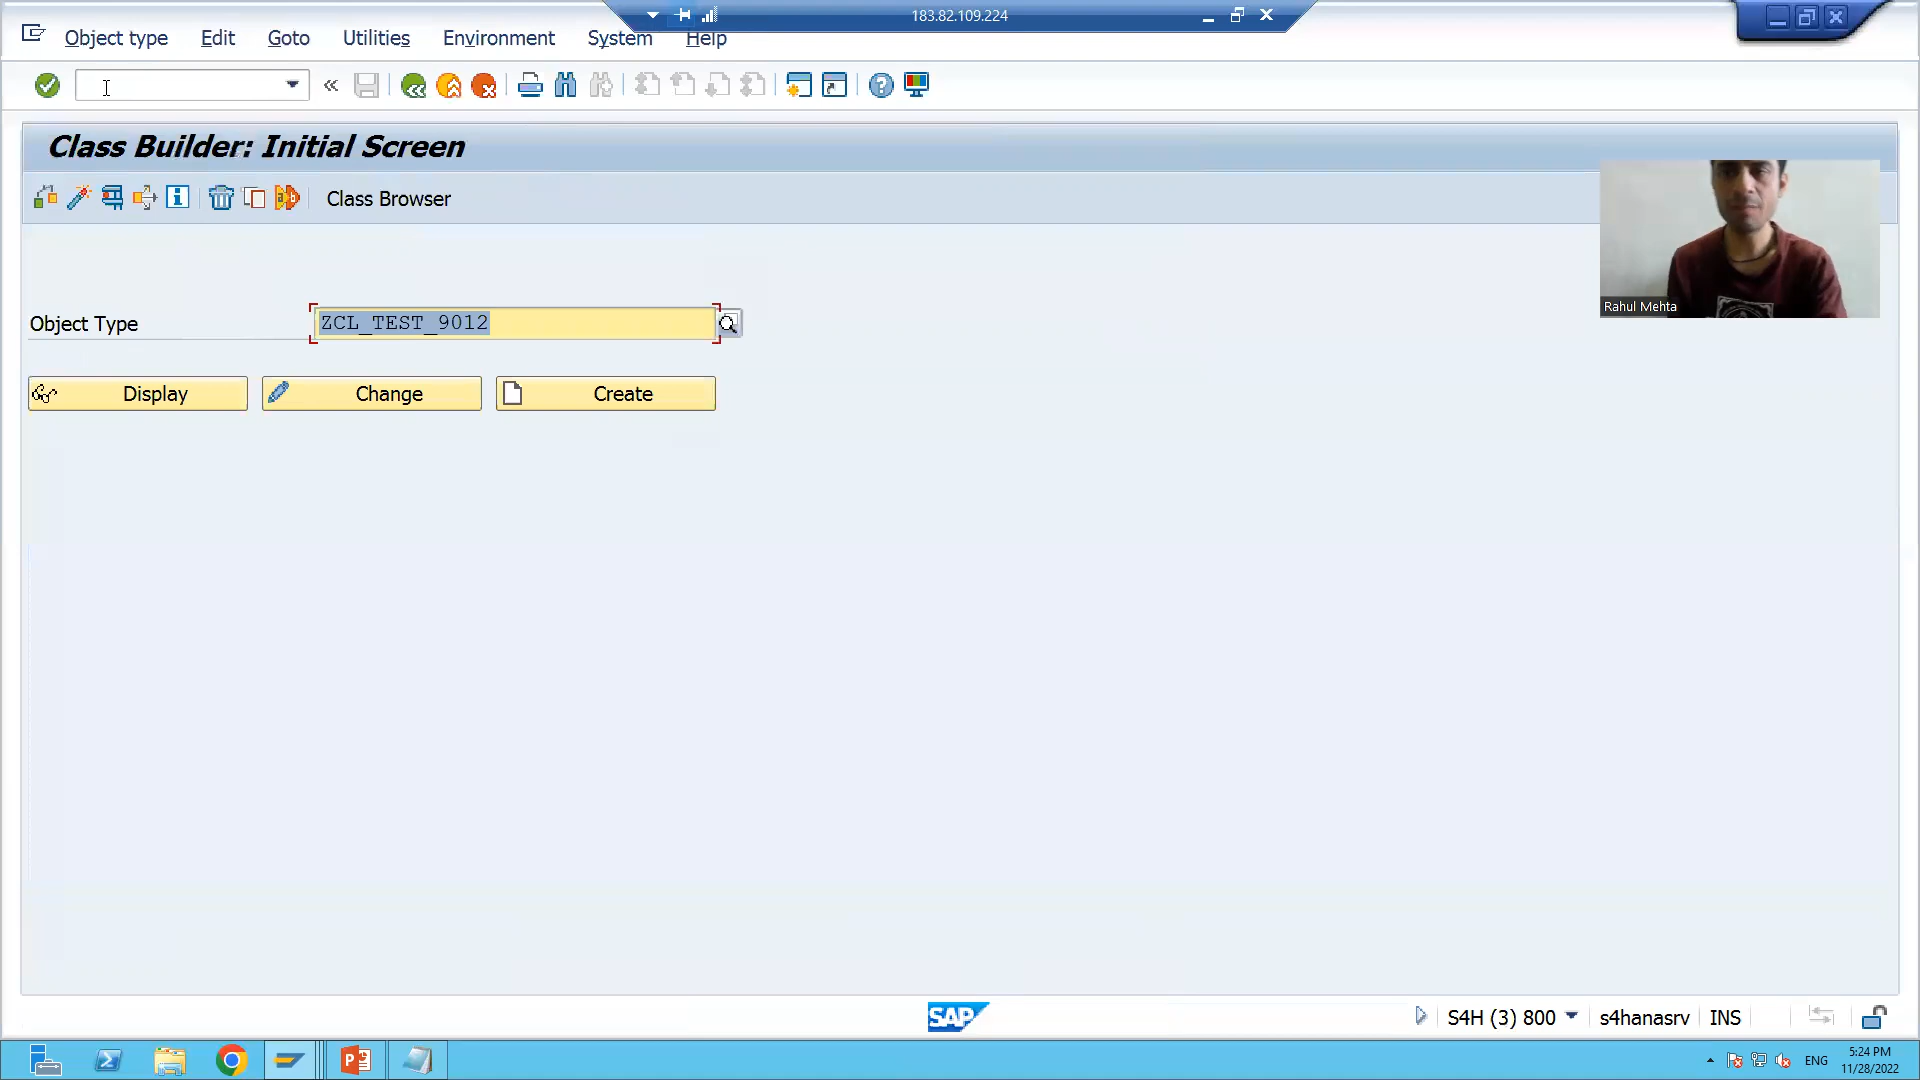 183.82.109.224
Object type Edit Goto Utilities Environment System Help
Class Builder: Initial Screen
Class Browser
Rahul Mehta
Object Type ZCL_TEST_9012
Display Change Create
SAP
S4H (3) 800 s4hanasrv INS
ENG 5:24 PM
11/28/2022